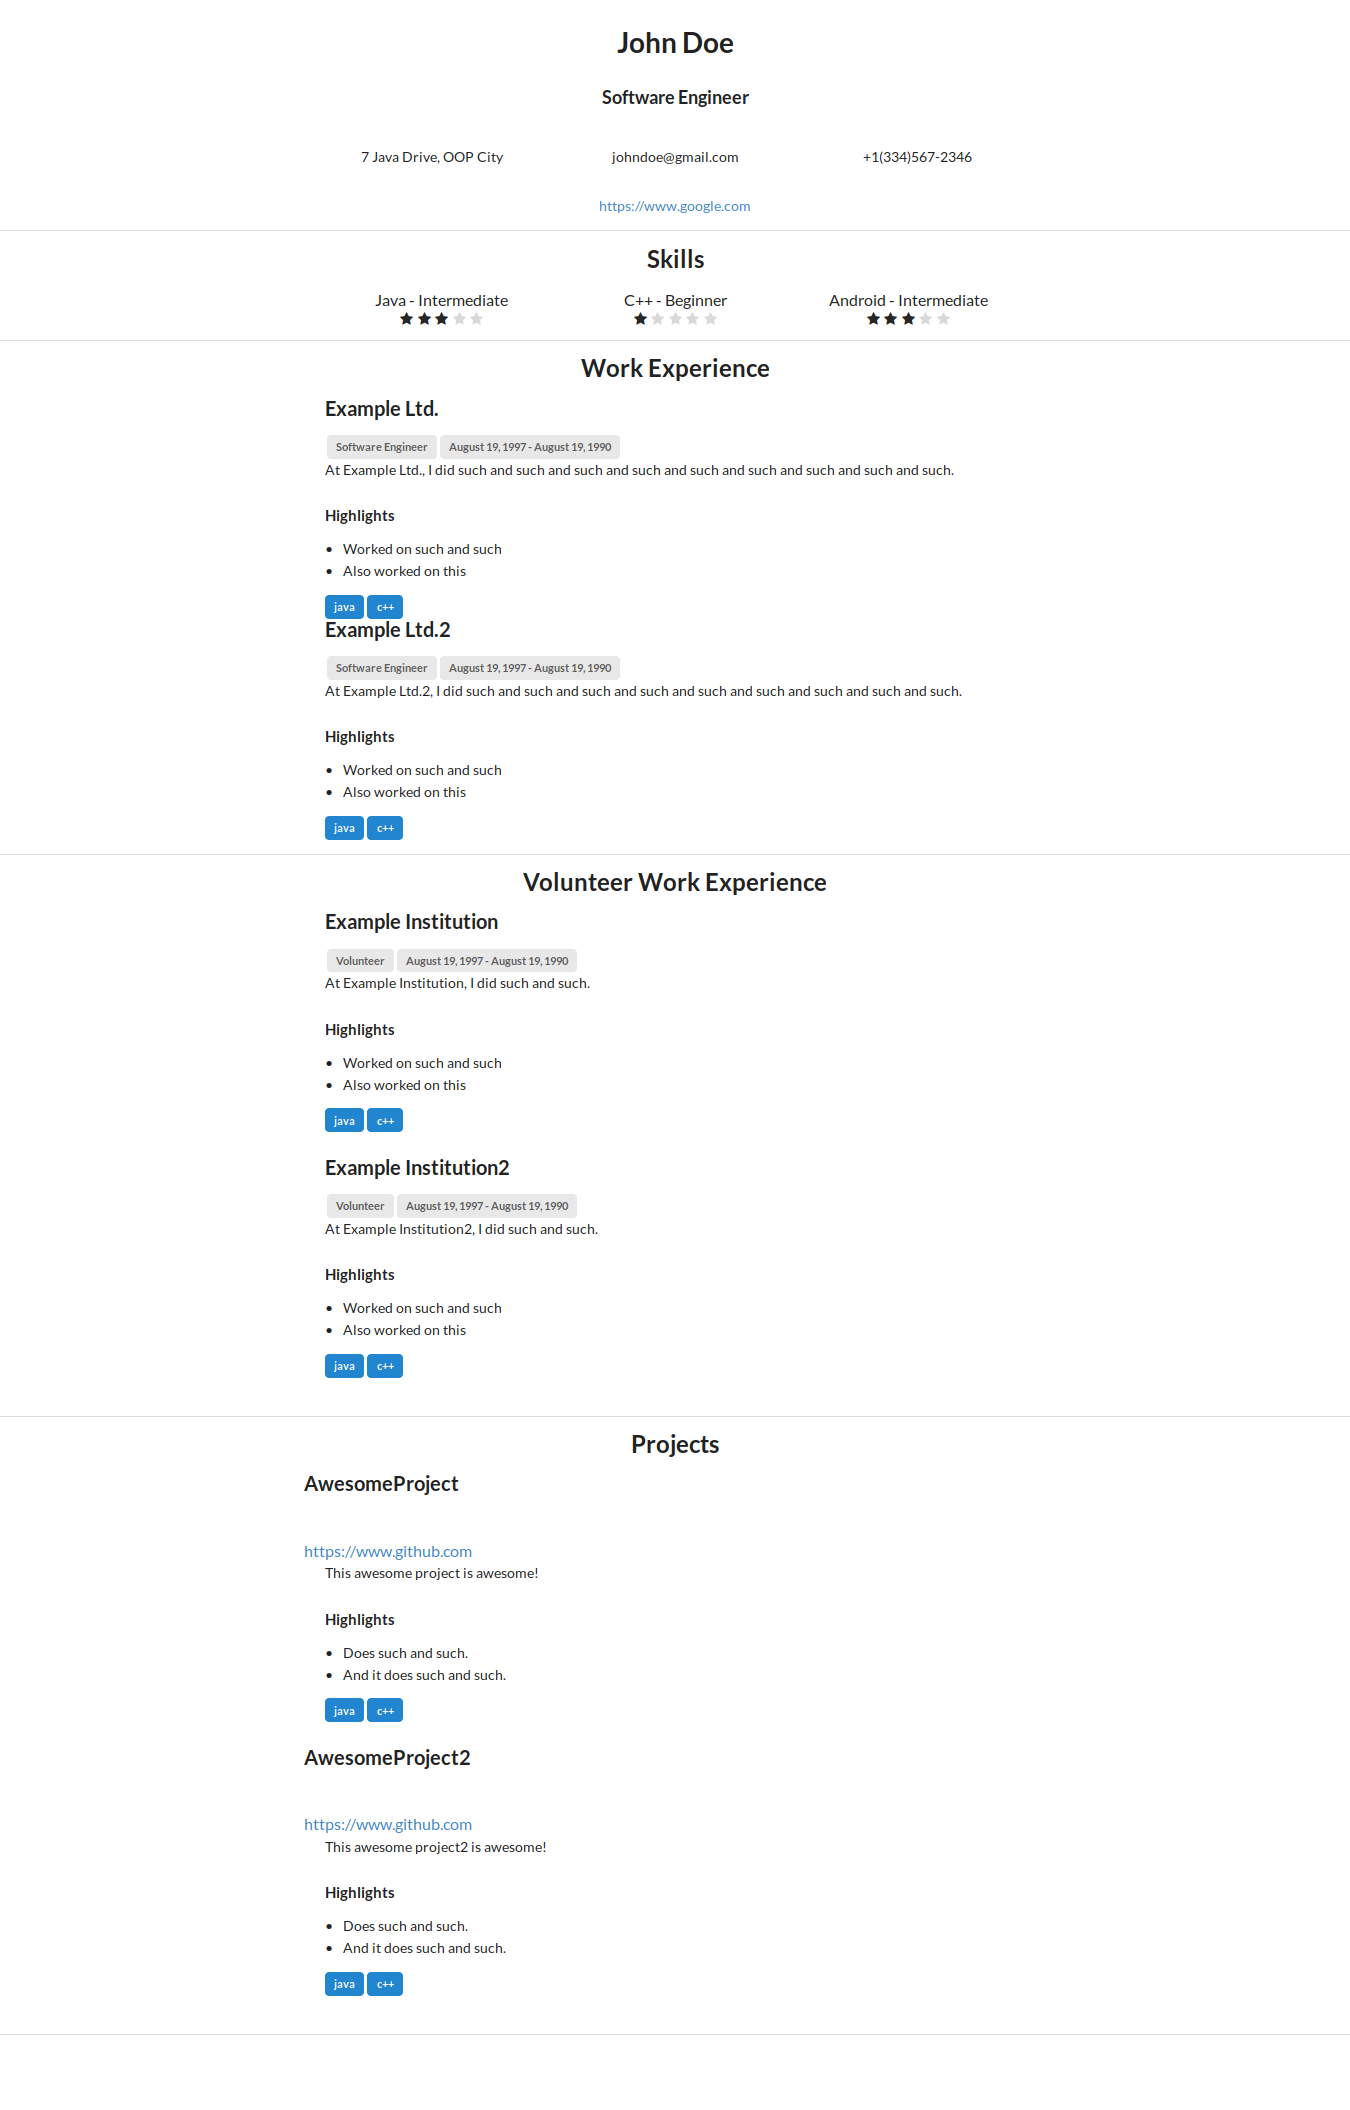 John Doe
Software Engineer
7 Java Drive, OOP City johndoe@gmail.com +1(334)567-2346
https://www.google.com
Skills
Java - Intermediate C++ - Beginner Android - Intermediate
Work Experience
Example Ltd.
Software Engineer August 19, 1997 - August 19, 1990
At Example Ltd., I did such and such and such and such and such and such and such and such and such.
Highlights
• Worked on such and such
• Also worked on this
java c++
Example Ltd.2
Software Engineer August 19, 1997 - August 19, 1990
At Example Ltd.2, I did such and such and such and such and such and such and such and such and such.
Highlights
• Worked on such and such
• Also worked on this
java c++
Volunteer Work Experience
Example Institution
Volunteer August 19, 1997 - August 19, 1990
At Example Institution, I did such and such.
Highlights
• Worked on such and such
• Also worked on this
java c++
Example Institution2
Volunteer August 19, 1997 - August 19, 1990
At Example Institution2, I did such and such.
Highlights
• Worked on such and such
• Also worked on this
java c++
Projects
AwesomeProject
https://www.github.com
This awesome project is awesome!
Highlights
• Does such and such.
• And it does such and such.
java c++
AwesomeProject2
https://www.github.com
This awesome project2 is awesome!
Highlights
• Does such and such.
• And it does such and such.
java c++